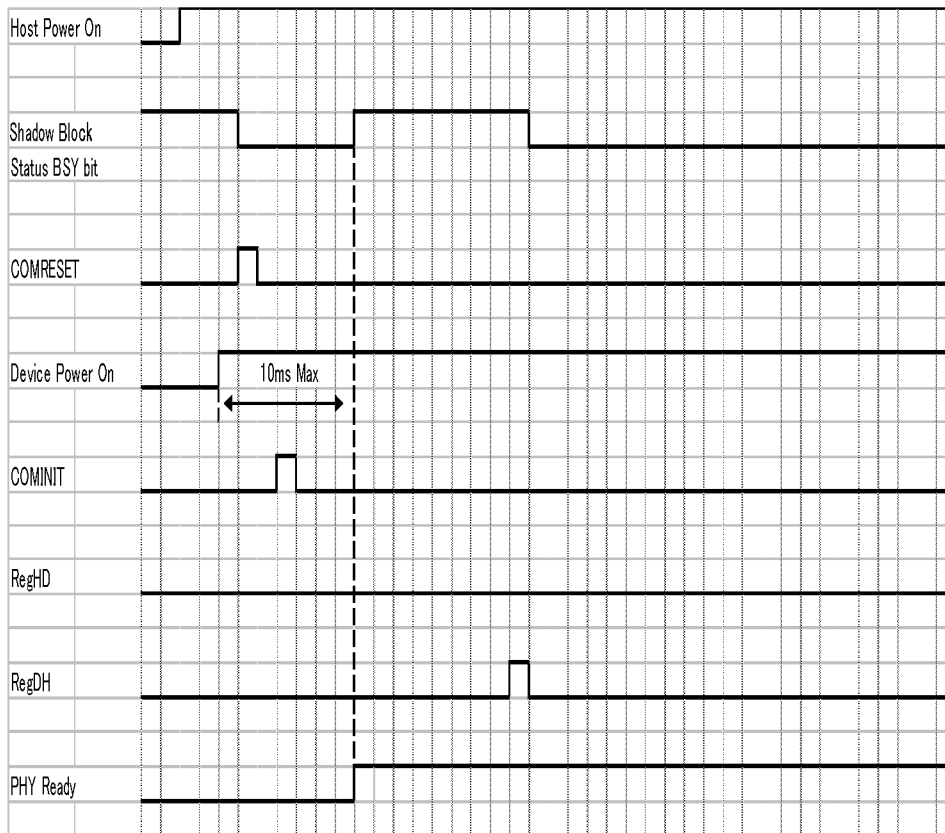 Host Power On
Shadow Block
Status BSY bit
COMRESET
Device Power On
10ms Max
COMINIT
RegHD
RegDH
PHY Ready